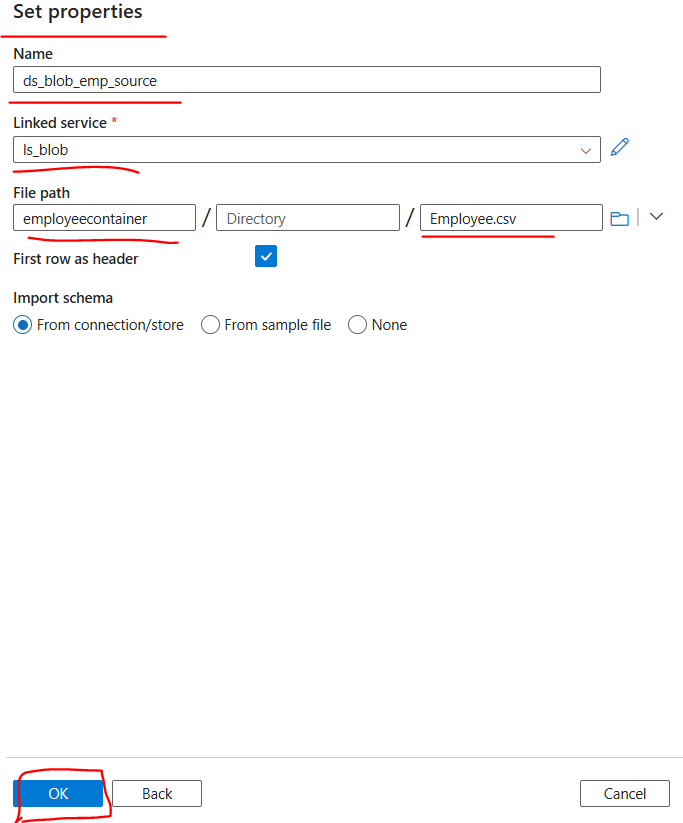 Set properties
Name
ds_blob_emp_source
Linked service *
ls_blob
File path
employeecontainer / Directory / Employee.csv
First row as header
Import schema
From connection/store From sample file None
OK Back Cancel